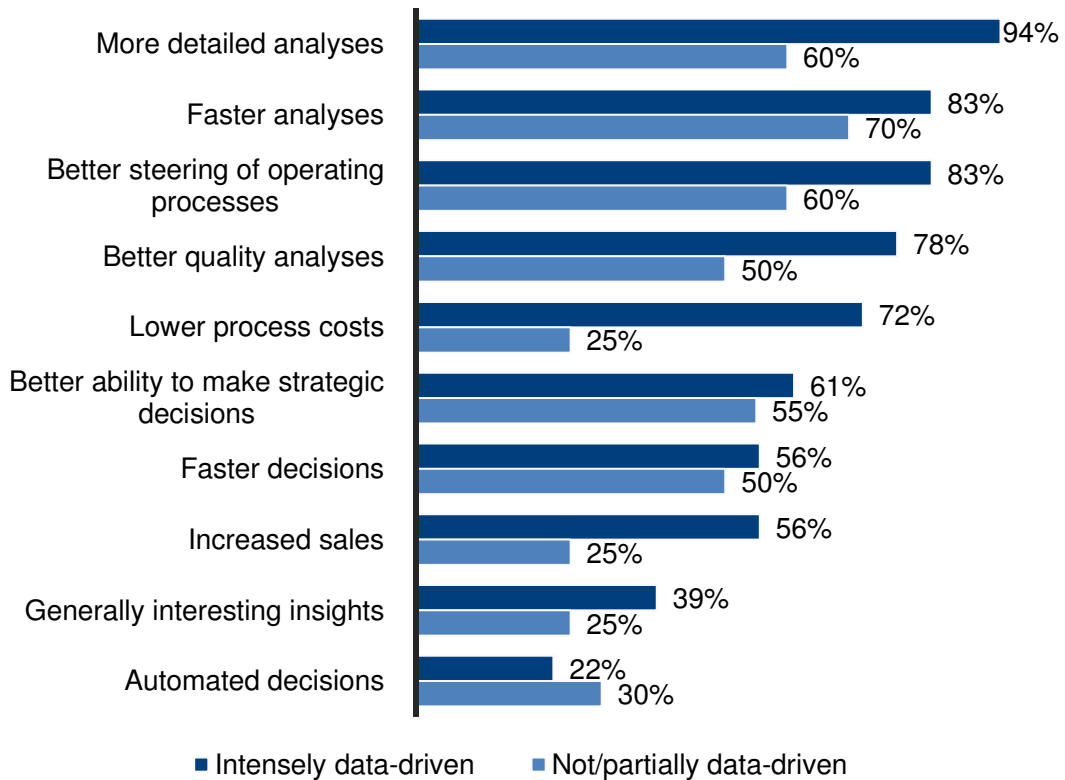 More detailed analyses
94%
60%
Faster analyses
83%
70%
Better steering of operating
processes
83%
60%
Better quality analyses
78%
50%
Lower process costs
72%
25%
Better ability to make strategic
decisions
61%
55%
Faster decisions
56%
50%
Increased sales
56%
25%
Generally interesting insights
39%
25%
Automated decisions
22%
30%
Intensely data-driven
Not/partially data-driven